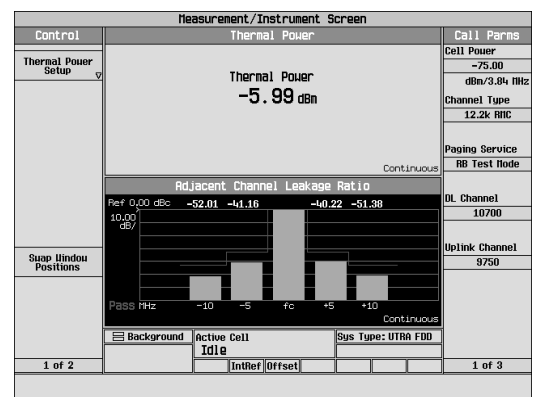 Measurement/Instrument Screen
Control
Thermal Power
Call Parms
Thermal Power
Setup
Thermal Power
-5.99 dBm
Continuous
Cell Power
-75.00
dBm/3.84 MHz
Channel Type
12.2k RMC
Paging Service
RB Test Mode
DL Channel
10700
Uplink Channel
9750
Adjacent Channel Leakage Ratio
Ref 0.00 dBc -52.01 -41.16 -40.22 -51.38
10.00
dB/
Swap Window
Positions
Pass MHz -10 -5 fc +5 +10
Continuous
Background
Active Cell
Sys Type: UTRA FDD
Idle
1 of 2
IntRef Offset
1 of 3